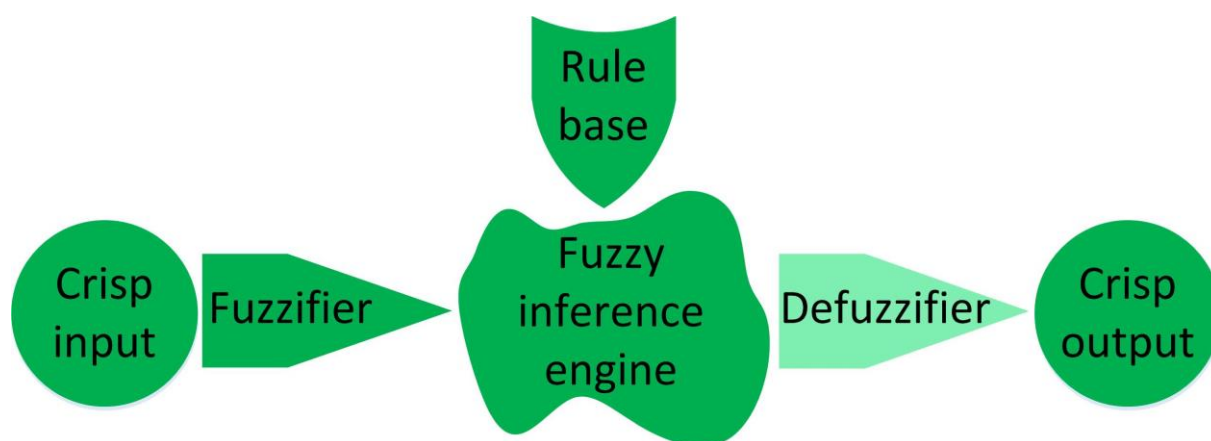 Rule
base
Crisp
input
Fuzzifier
Fuzzy
inference
engine
Defuzzifier
Crisp
output